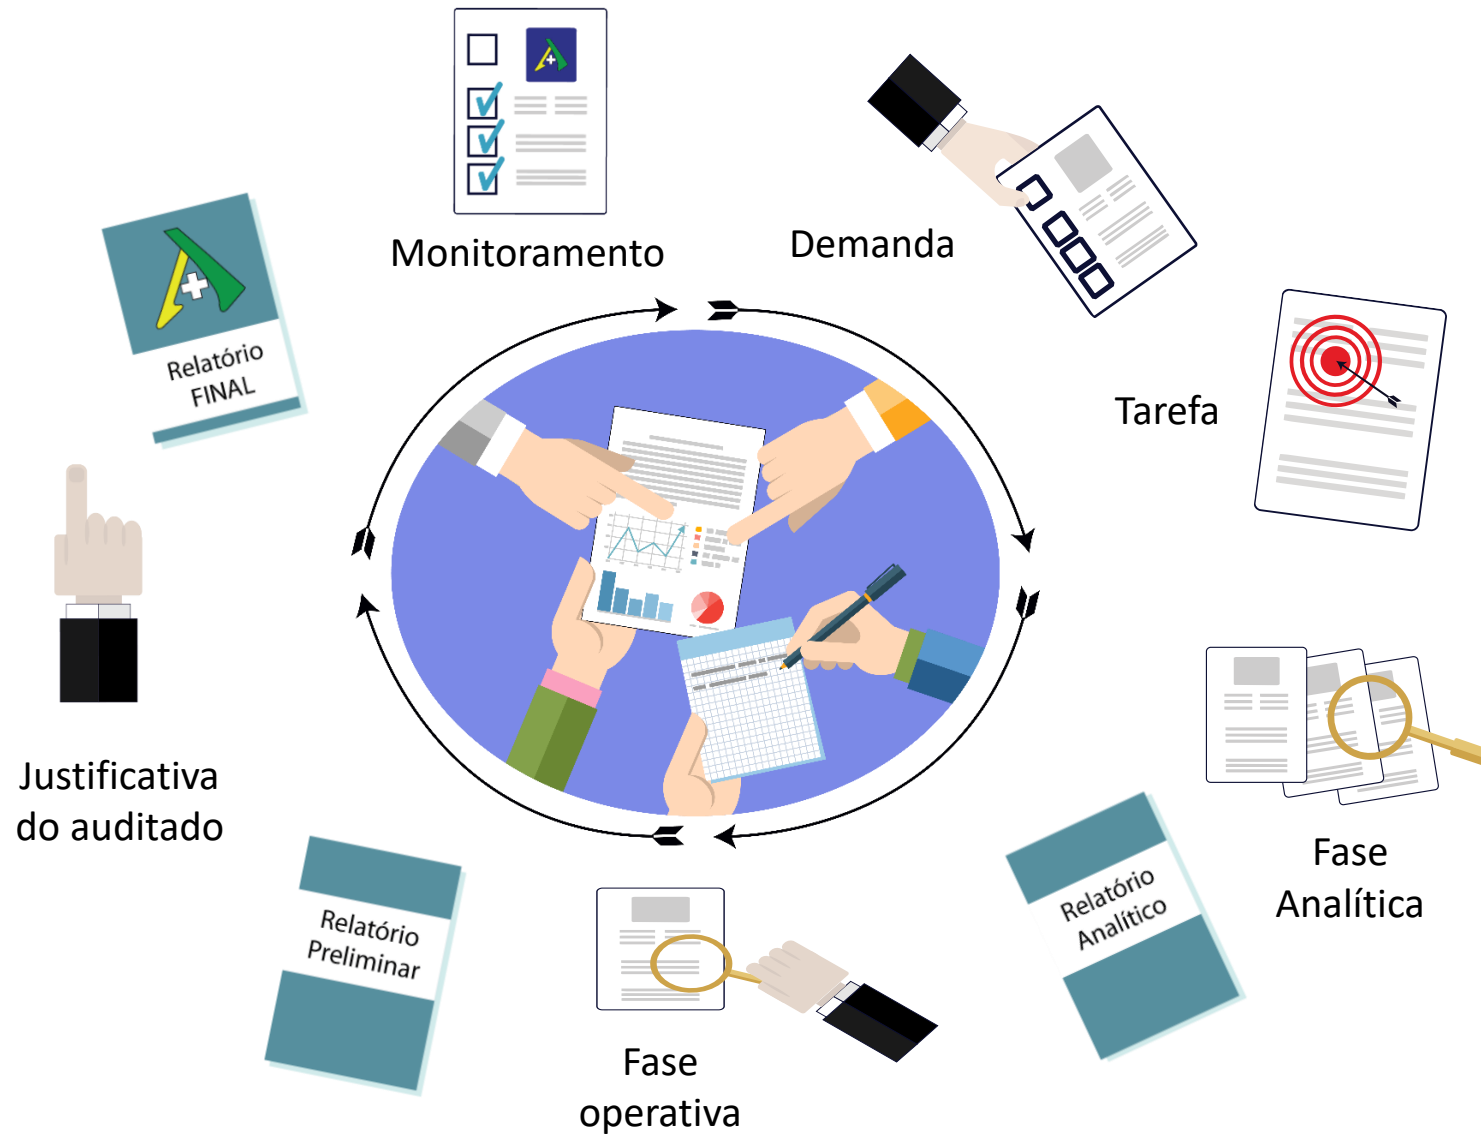 Monitoramento
Demanda
Tarefa
Fase
Analítica
Relatório
Analítico
Fase
operativa
Relatório
Preliminar
Justificativa
do auditado
Relatório
FINAL